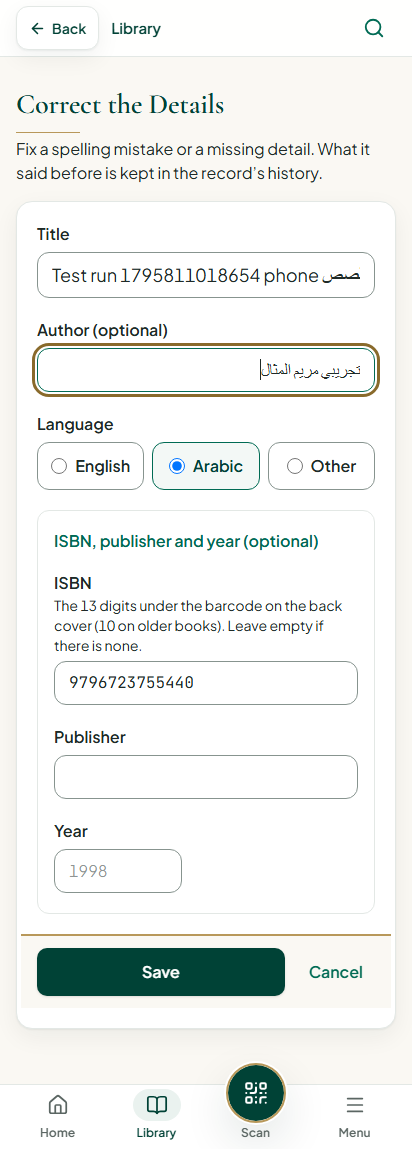 Back
Library
Correct the Details
Fix a spelling mistake or a missing detail. What it
said before is kept in the record's history.
Title
Test run 1795811018654 phone
Author (optional)
تجريبي مريم المثال
Language
English
Arabic
Other
ISBN, publisher and year (optional)
ISBN
The 13 digits under the barcode on the back
cover (10 on older books). Leave empty if
there is none.
9796723755440
Publisher
Year
1998
Save
Cancel
Home
Library
Scan
Menu